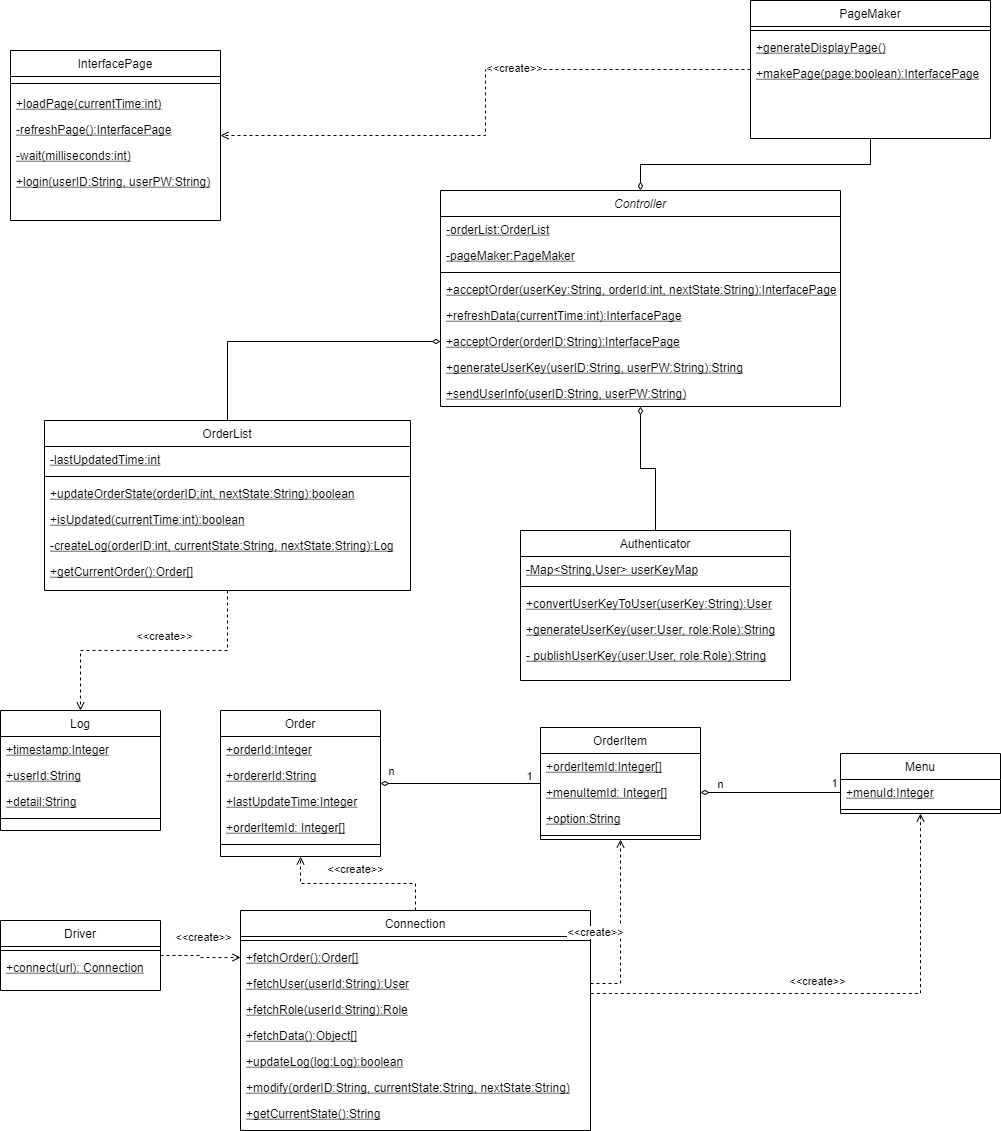 PageMaker
+generateDisplayPage()
+makePage(page:boolean):InterfacePage
InterfacePage
+loadPage(currentTime:int)
-refreshPage():InterfacePage
-wait(milliseconds:int)
+login(userID:String, userPW:String)
<<create>>
Controller
-orderList:OrderList
-pageMaker:PageMaker
+acceptOrder(userKey:String, orderId:int, nextState:String):InterfacePage
+refreshData(currentTime:int):InterfacePage
+acceptOrder(orderID:String):InterfacePage
+generateUserKey(userID:String, userPW:String):String
+sendUserInfo(userID:String, userPW:String)
OrderList
-lastUpdatedTime:int
+updateOrderState(orderID;int, nextState:String):boolean
+isUpdated(currentTime:int):boolean
-createLog(orderID:int, currentState:String, nextState:String):Log
+getCurrentOrder():Order[]
Authenticator
-Map<String,User> userKeyMap
+convertUserKeyToUser(userKey:String):User
+generateUserKey(user:User, role:Role):String
- publishUserKey(user:User, role:Role):String
<<create>>
Log
+timestamp:Integer
+userId:String
+detail:String
Order
+orderId:Integer
+ordererId:String
+lastUpdateTime:Integer
+orderItemId: Integer[]
n
1
OrderItem
+orderItemId:Integer[]
+menuItemId: Integer[]
+option:String
n
1
Menu
+menuId:Integer
<<create>>
Driver
+connect(url): Connection
<<create>>
Connection
+fetchOrder():Order[]
+fetchUser(userId:String):User
+fetchRole(userId:String):Role
+fetchData():Object[]
+updateLog(log:Log):boolean
+modify(orderID:String, currentState:String, nextState:String)
+getCurrentState():String
<<create>>
<<create>>